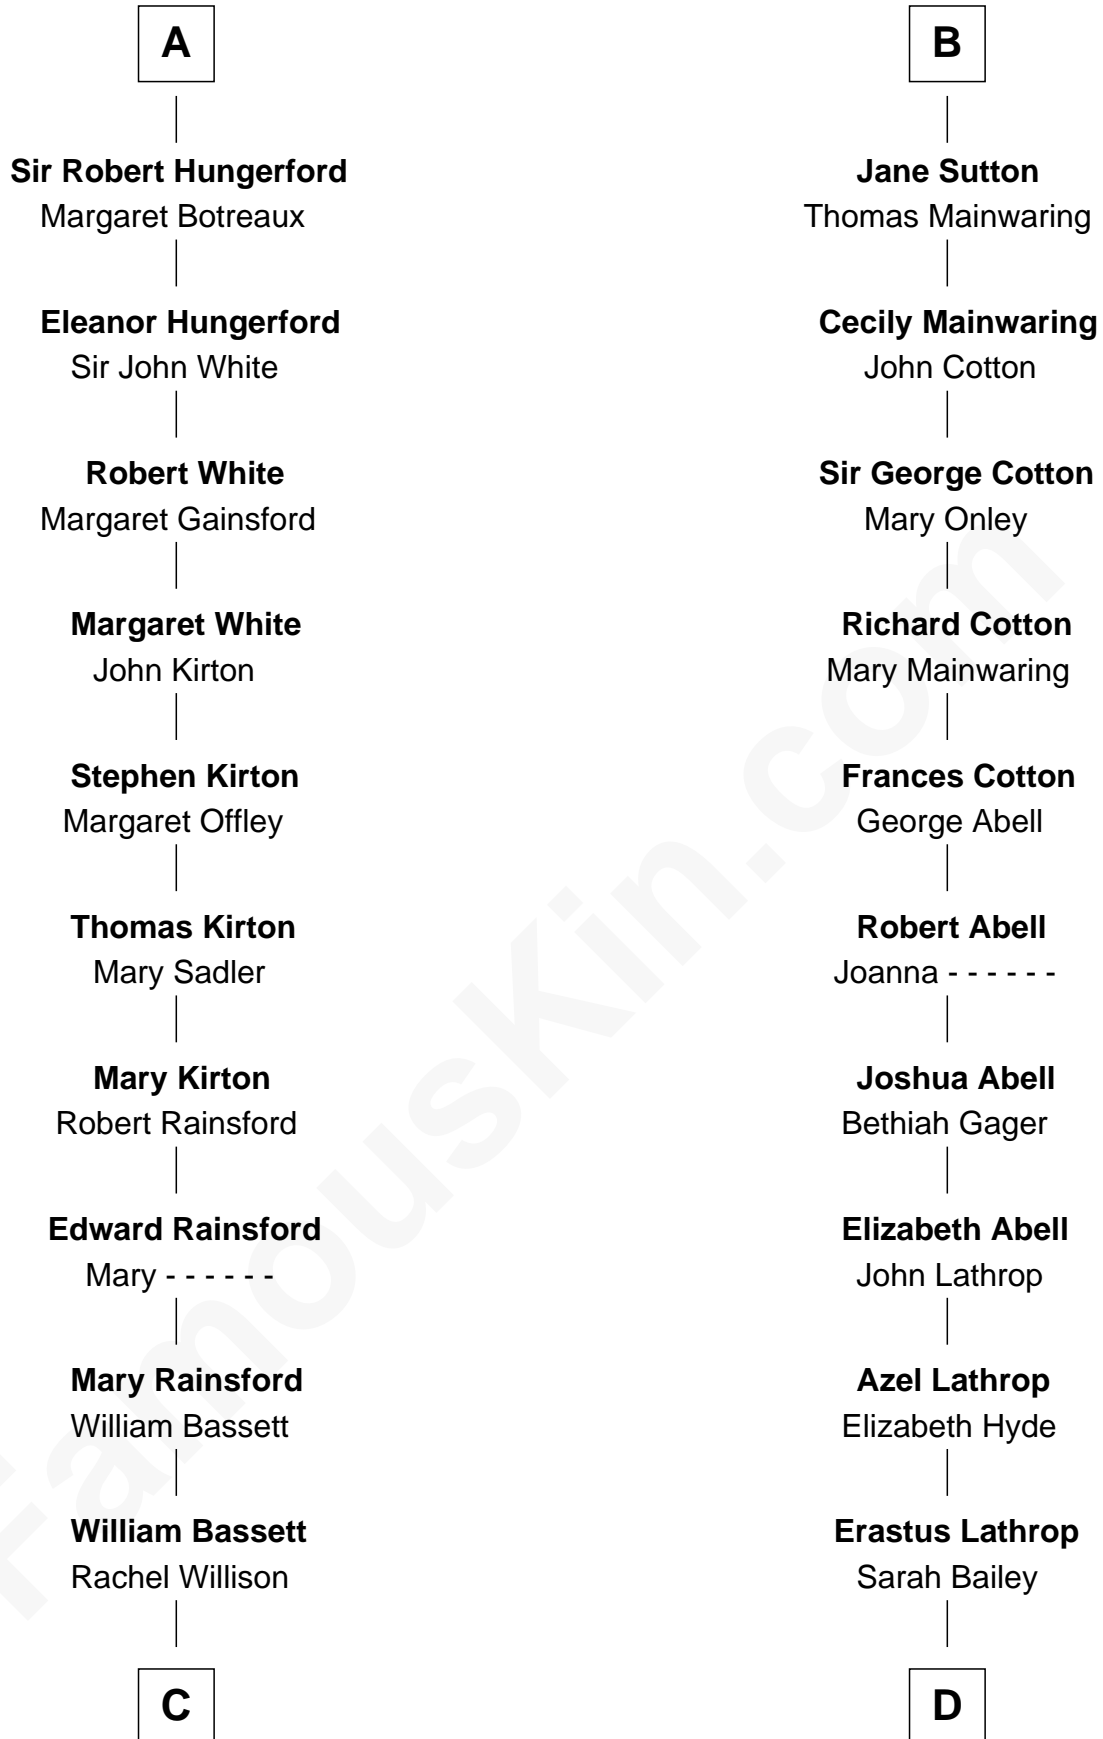 A
Sir Robert Hungerford
Margaret Botreaux
Eleanor Hungerford
Sir John White
Robert White
Margaret Gainsford
Margaret White
John Kirton
Stephen Kirton
Margaret Offley
Thomas Kirton
Mary Sadler
Mary Kirton
Robert Rainsford
Edward Rainsford
Mary - - - - - -
Mary Rainsford
William Bassett
William Bassett
Rachel Willison
C
B
Jane Sutton
Thomas Mainwaring
Cecily Mainwaring
John Cotton
Sir George Cotton
Mary Onley
Richard Cotton
Mary Mainwaring
Frances Cotton
George Abell
Robert Abell
Joanna - - - - - -
Joshua Abell
Bethiah Gager
Elizabeth Abell
John Lathrop
Azel Lathrop
Elizabeth Hyde
Erastus Lathrop
Sarah Bailey
D
FamousKin.com